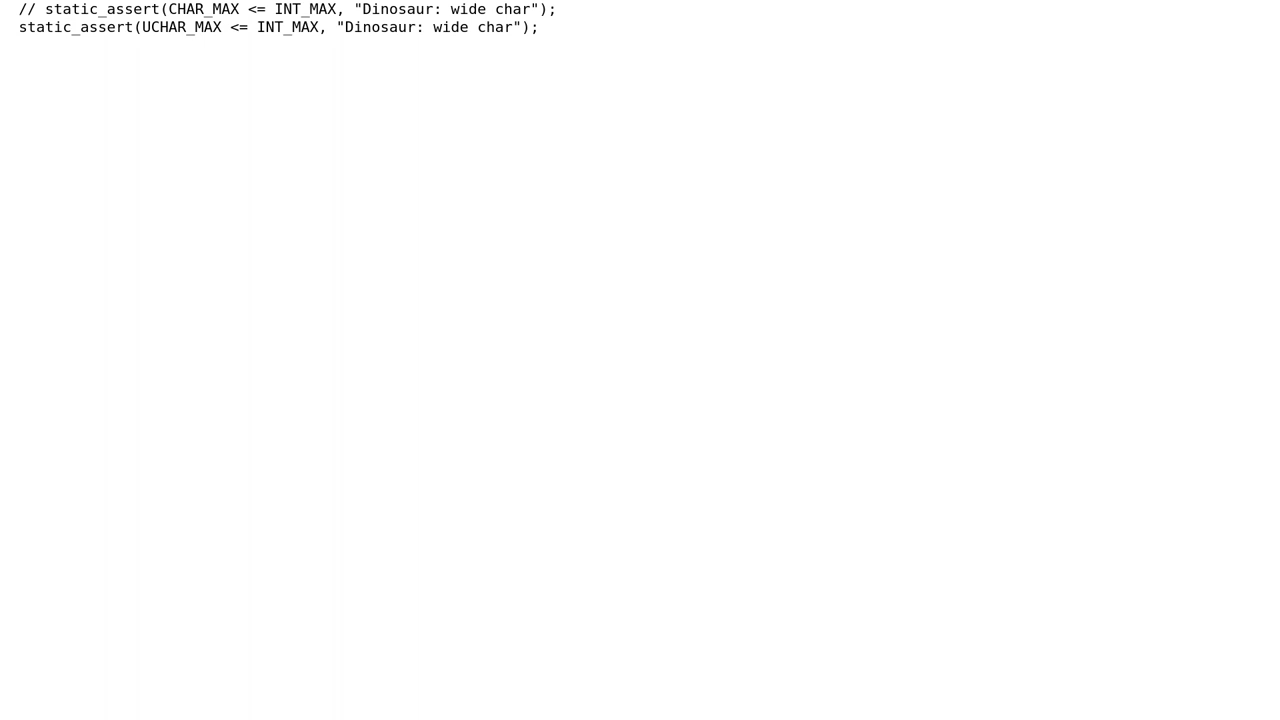 // static_assert(CHAR_MAX <= INT_MAX, "Dinosaur: wide char");
static_assert(UCHAR_MAX <= INT_MAX, "Dinosaur: wide char");